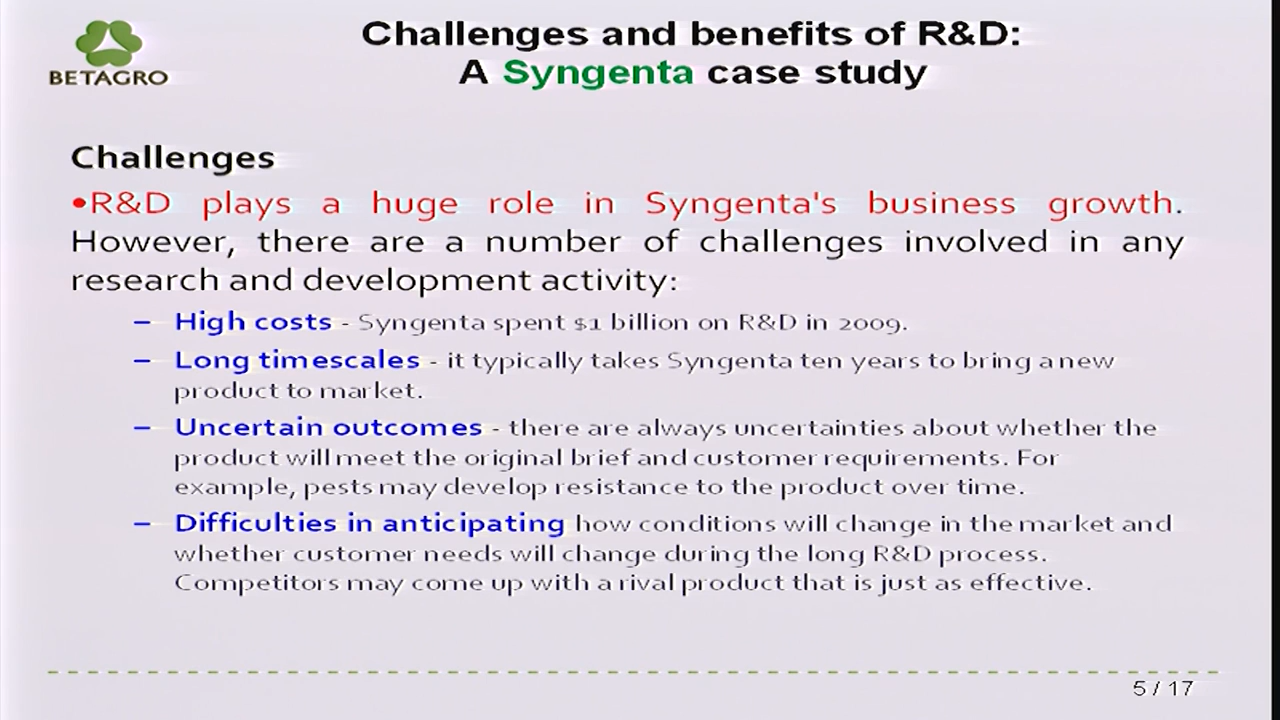 BETAGRO
Challenges and benefits of R&D:
A Syngenta case study
Challenges
•R&D plays a huge role in Syngenta's business growth.
However, there are a number of challenges involved in any
research and development activity:
– High costs - Syngenta spent $1 billion on R&D in 2009.
– Long timescales - it typically takes Syngenta ten years to bring a new
product to market.
– Uncertain outcomes - there are always uncertainties about whether the
product will meet the original brief and customer requirements. For
example, pests may develop resistance to the product over time.
– Difficulties in anticipating how conditions will change in the market and
whether customer needs will change during the long R&D process.
Competitors may come up with a rival product that is just as effective.
5 / 17